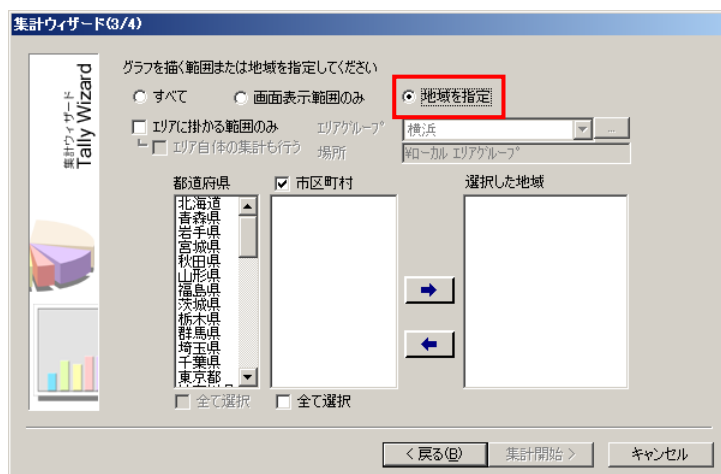 集計ウィザード(3/4)
集計ウィザード
Tally Wizard
グラフを描く範囲または地域を指定してください
すべて 画面表示範囲のみ 地域を指定
エリアに掛かる範囲のみ エリアグループ 横浜 ...
エリア自体の集計も行う 場所 ¥ローカル エリアグループ
都道府県 市区町村 選択した地域
北海道
青森県
岩手県
宮城県
秋田県
山形県
福島県
茨城県
栃木県
群馬県
埼玉県
千葉県
東京都
全て選択 全て選択
< 戻る(B) 集計開始 > キャンセル